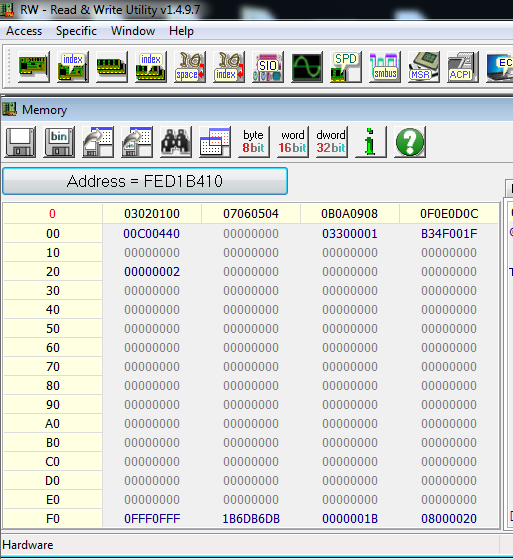 RW - Read & Write Utility v1.4.9.7
Access Specific Window Help
index space index SIO SPD smbus MSR ACPI EC
Memory
bin byte 8bit word 16bit dword 32bit i ?
Address = FED1B410
0 03020100 07060504 0B0A0908 0F0E0D0C
00 00C00440 00000000 03300001 B34F001F
10 00000000 00000000 00000000 00000000
20 00000002 00000000 00000000 00000000
30 00000000 00000000 00000000 00000000
40 00000000 00000000 00000000 00000000
50 00000000 00000000 00000000 00000000
60 00000000 00000000 00000000 00000000
70 00000000 00000000 00000000 00000000
80 00000000 00000000 00000000 00000000
90 00000000 00000000 00000000 00000000
A0 00000000 00000000 00000000 00000000
B0 00000000 00000000 00000000 00000000
C0 00000000 00000000 00000000 00000000
D0 00000000 00000000 00000000 00000000
E0 00000000 00000000 00000000 00000000
F0 0FFF0FFF 1B6DB6DB 0000001B 08000020
Hardware